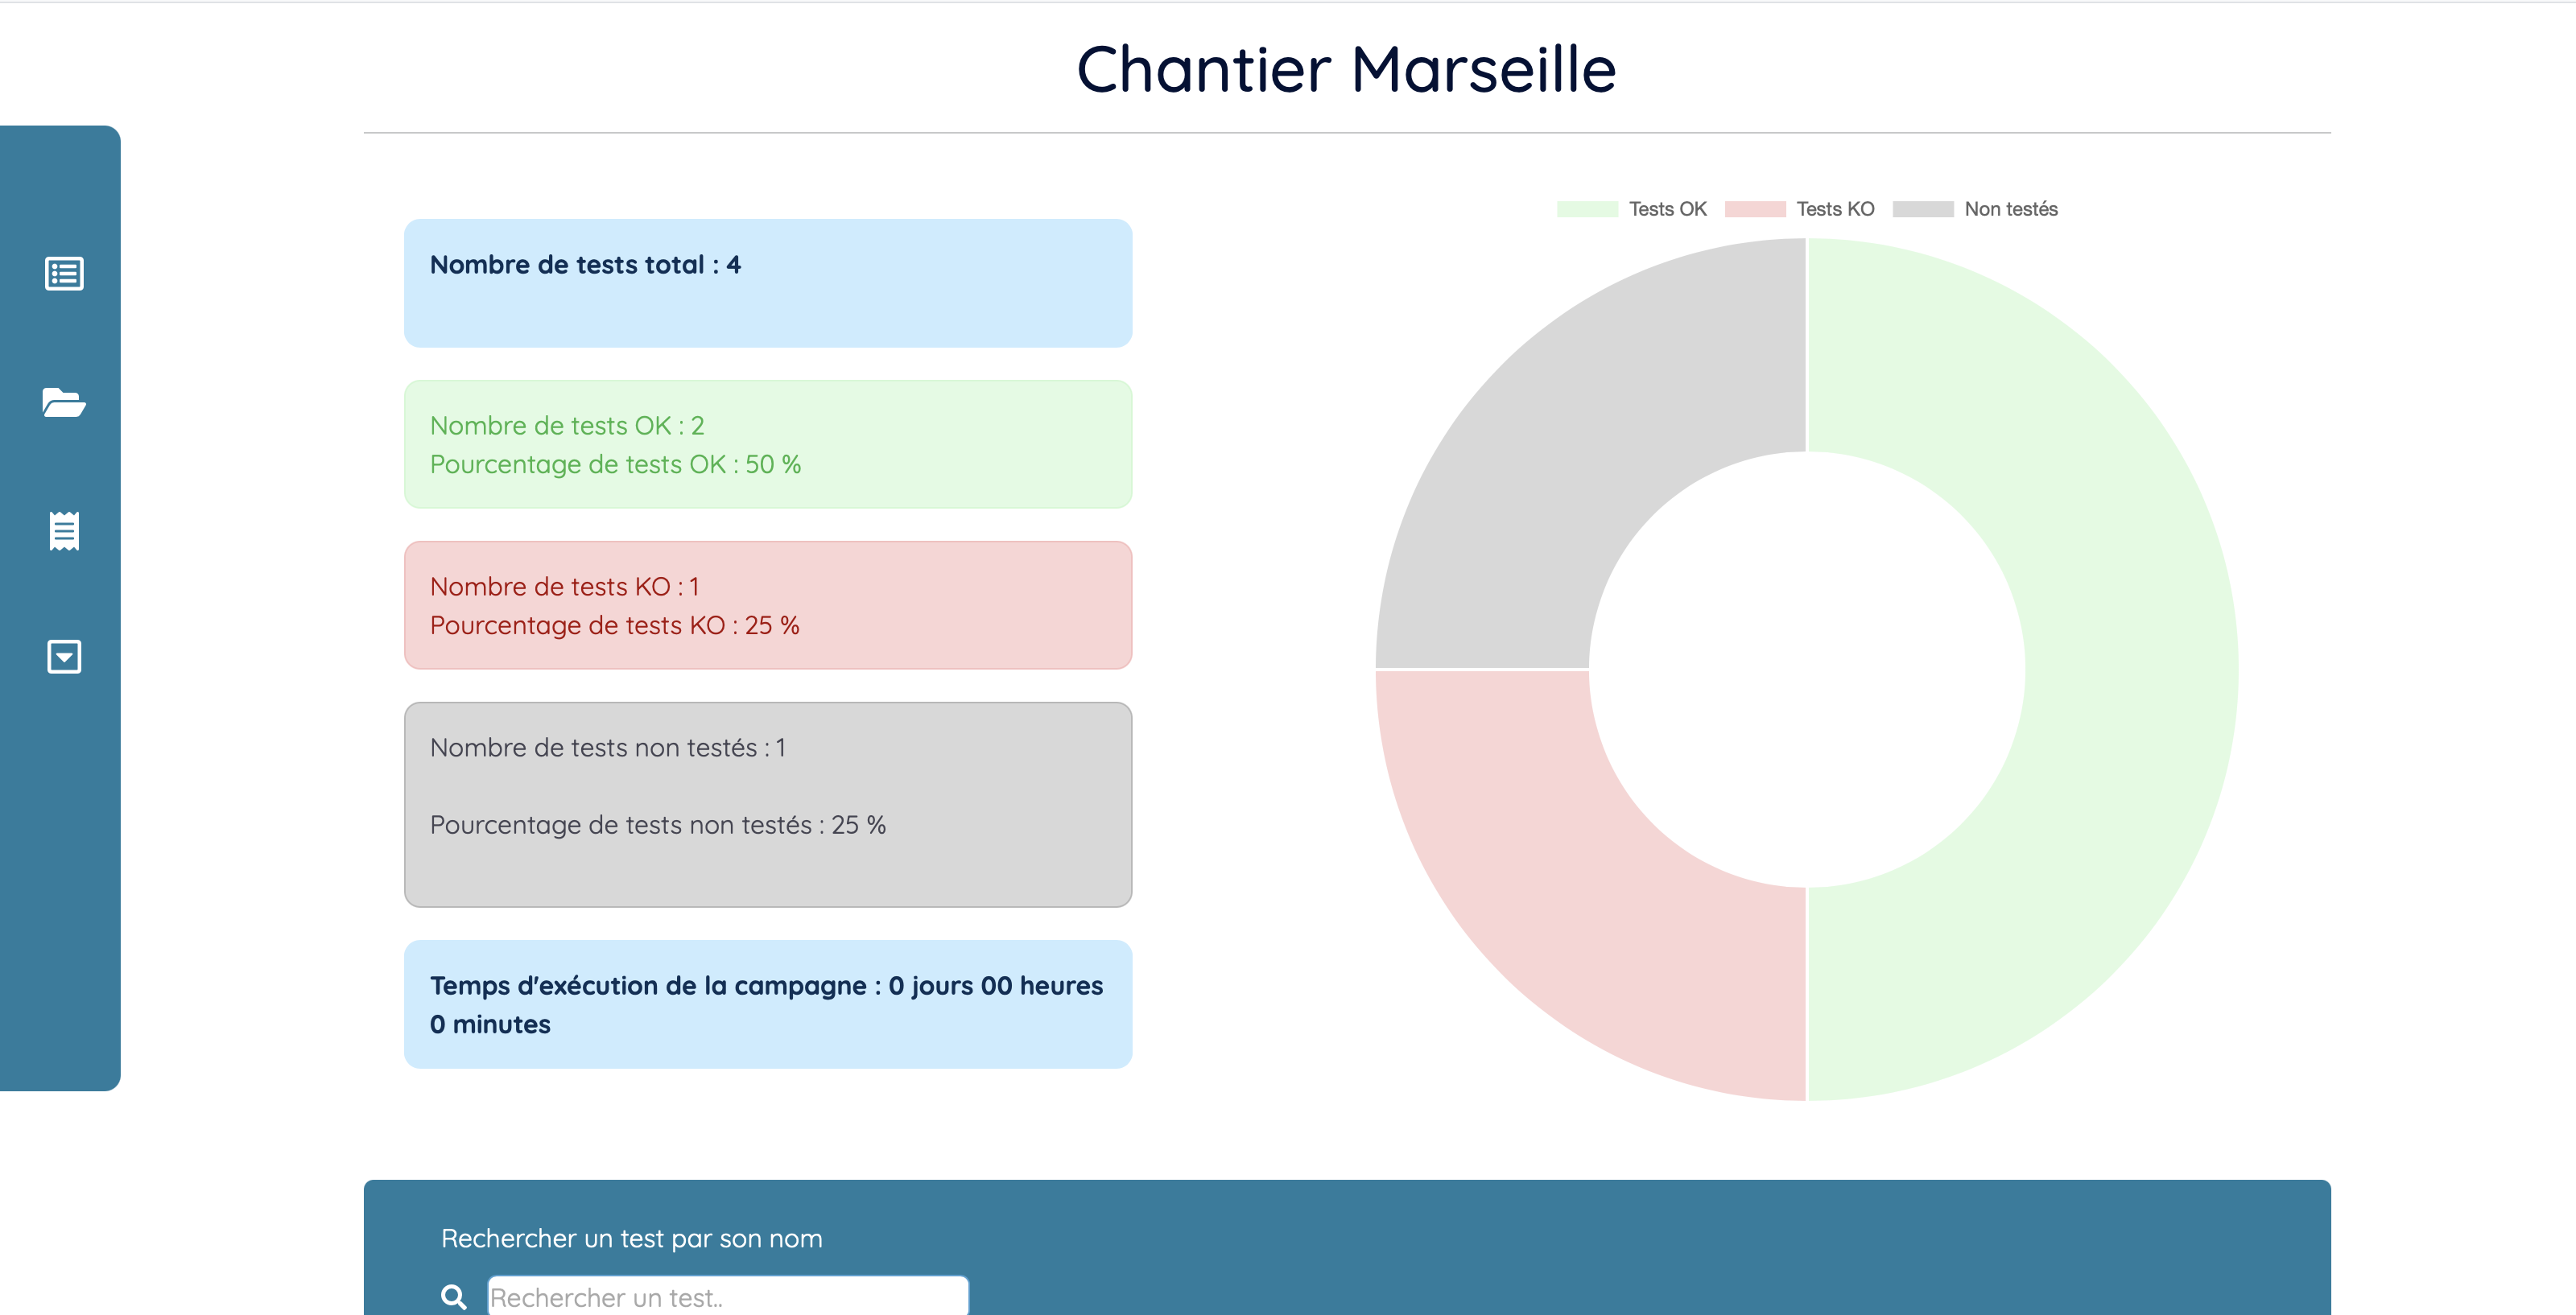 Chantier Marseille
Nombre de tests total : 4
Nombre de tests OK : 2
Pourcentage de tests OK : 50 %
Nombre de tests KO : 1
Pourcentage de tests KO : 25 %
Nombre de tests non testés : 1
Pourcentage de tests non testés : 25 %
Temps d'exécution de la campagne : 0 jours 00 heures
0 minutes
Tests OK Tests KO Non testés
Rechercher un test par son nom
Rechercher un test..